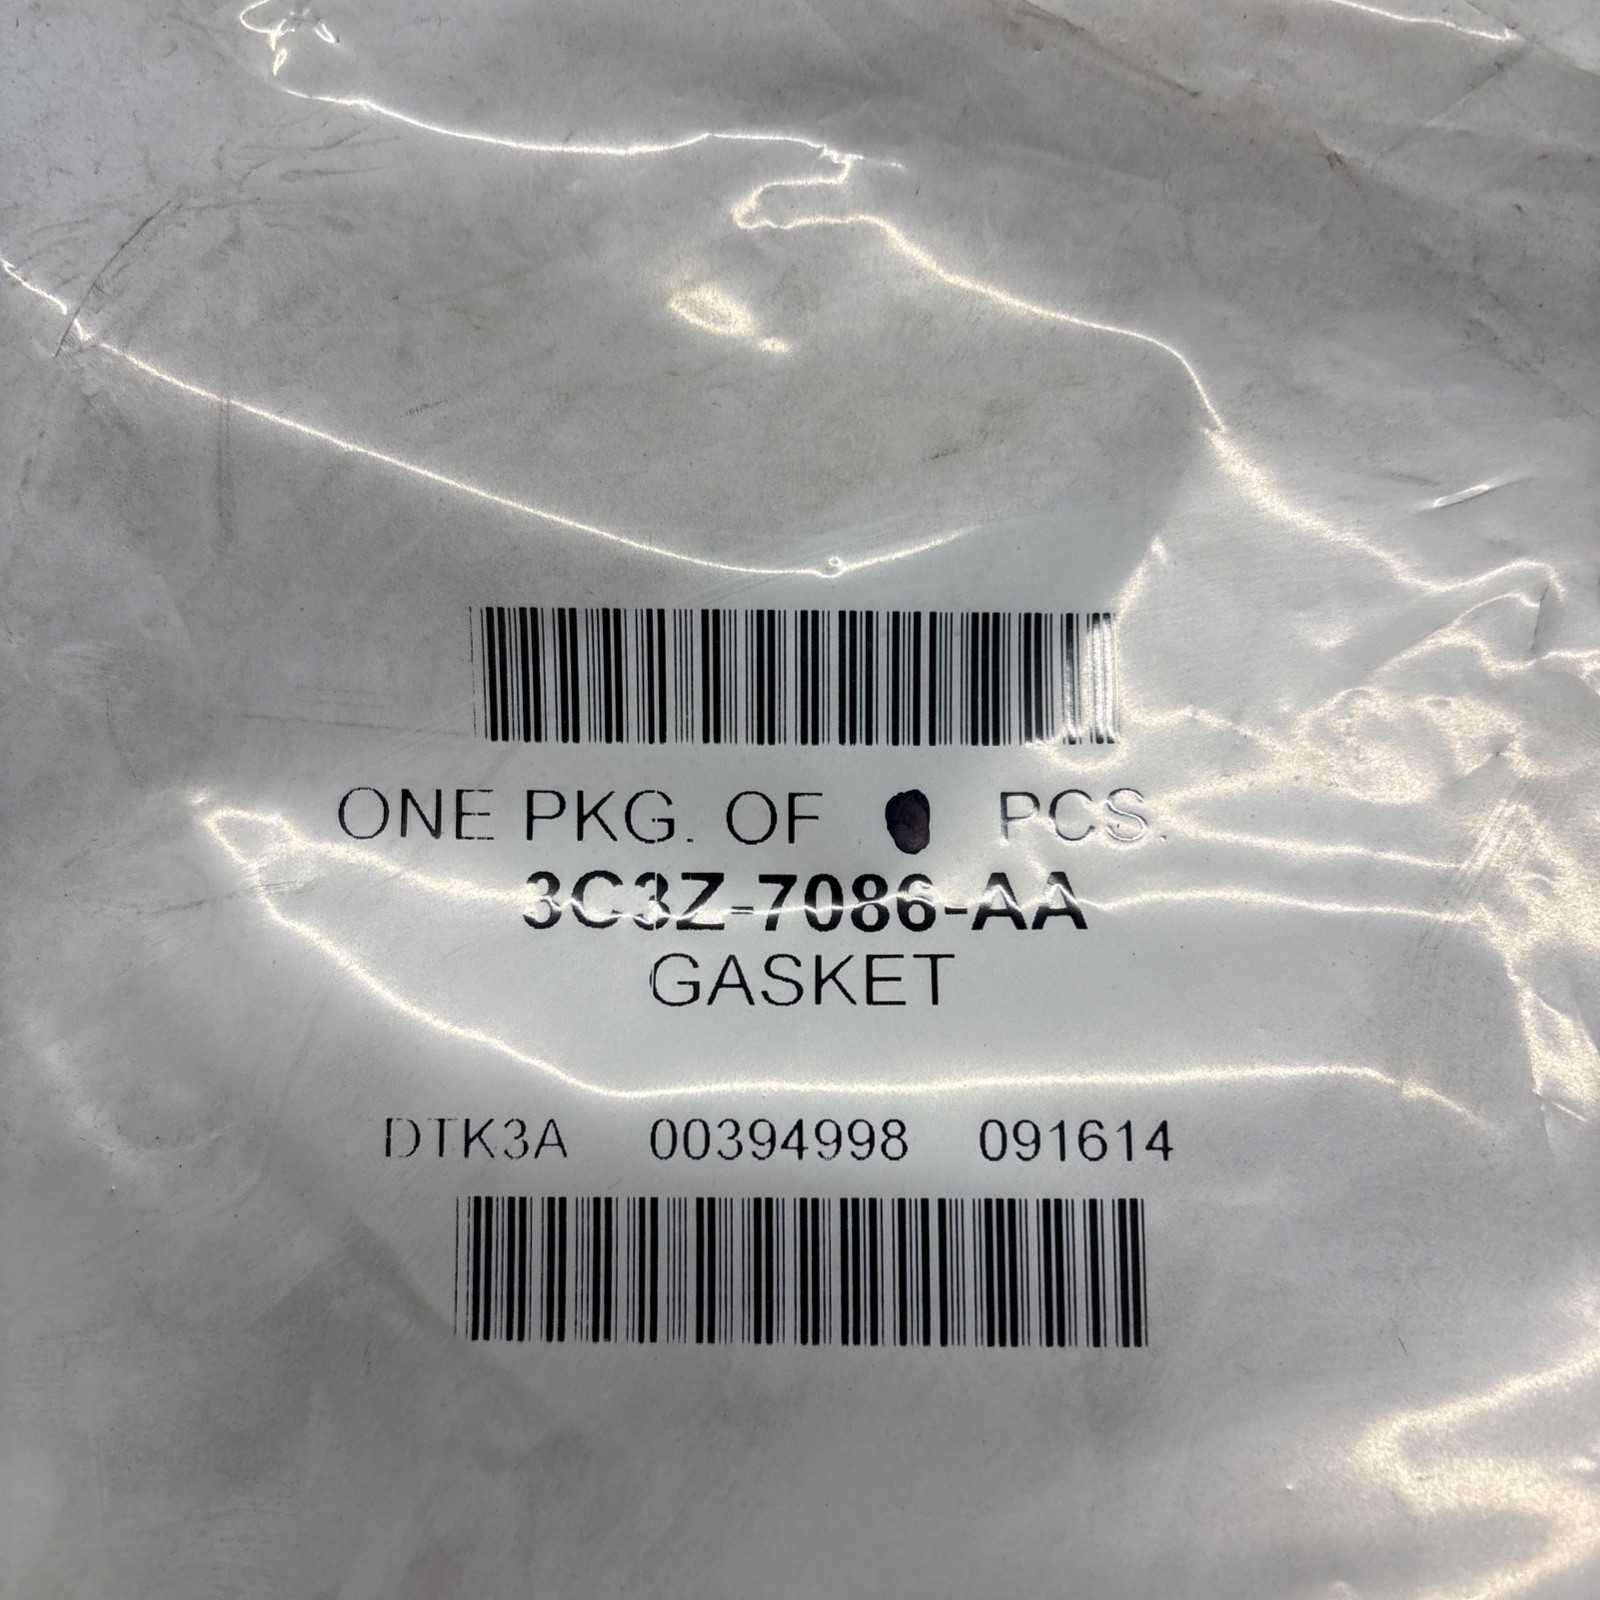 ONE PKG. OF PCS.
3C3Z-7086-AA
GASKET
DTK3A 00394998 091614